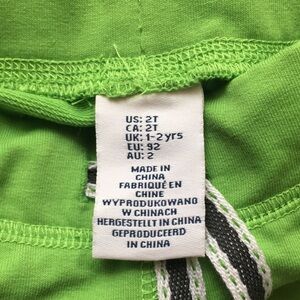 US: 2T
CA: 2T
UK: 1-2 yrs
EU: 92
AU: 2
MADE IN
CHINA
FABRIQUÉ EN
CHINE
WYPRODUKOWANO
W CHINACH
HERGESTELLT IN CHINA
GEPRODUCEERD
IN CHINA